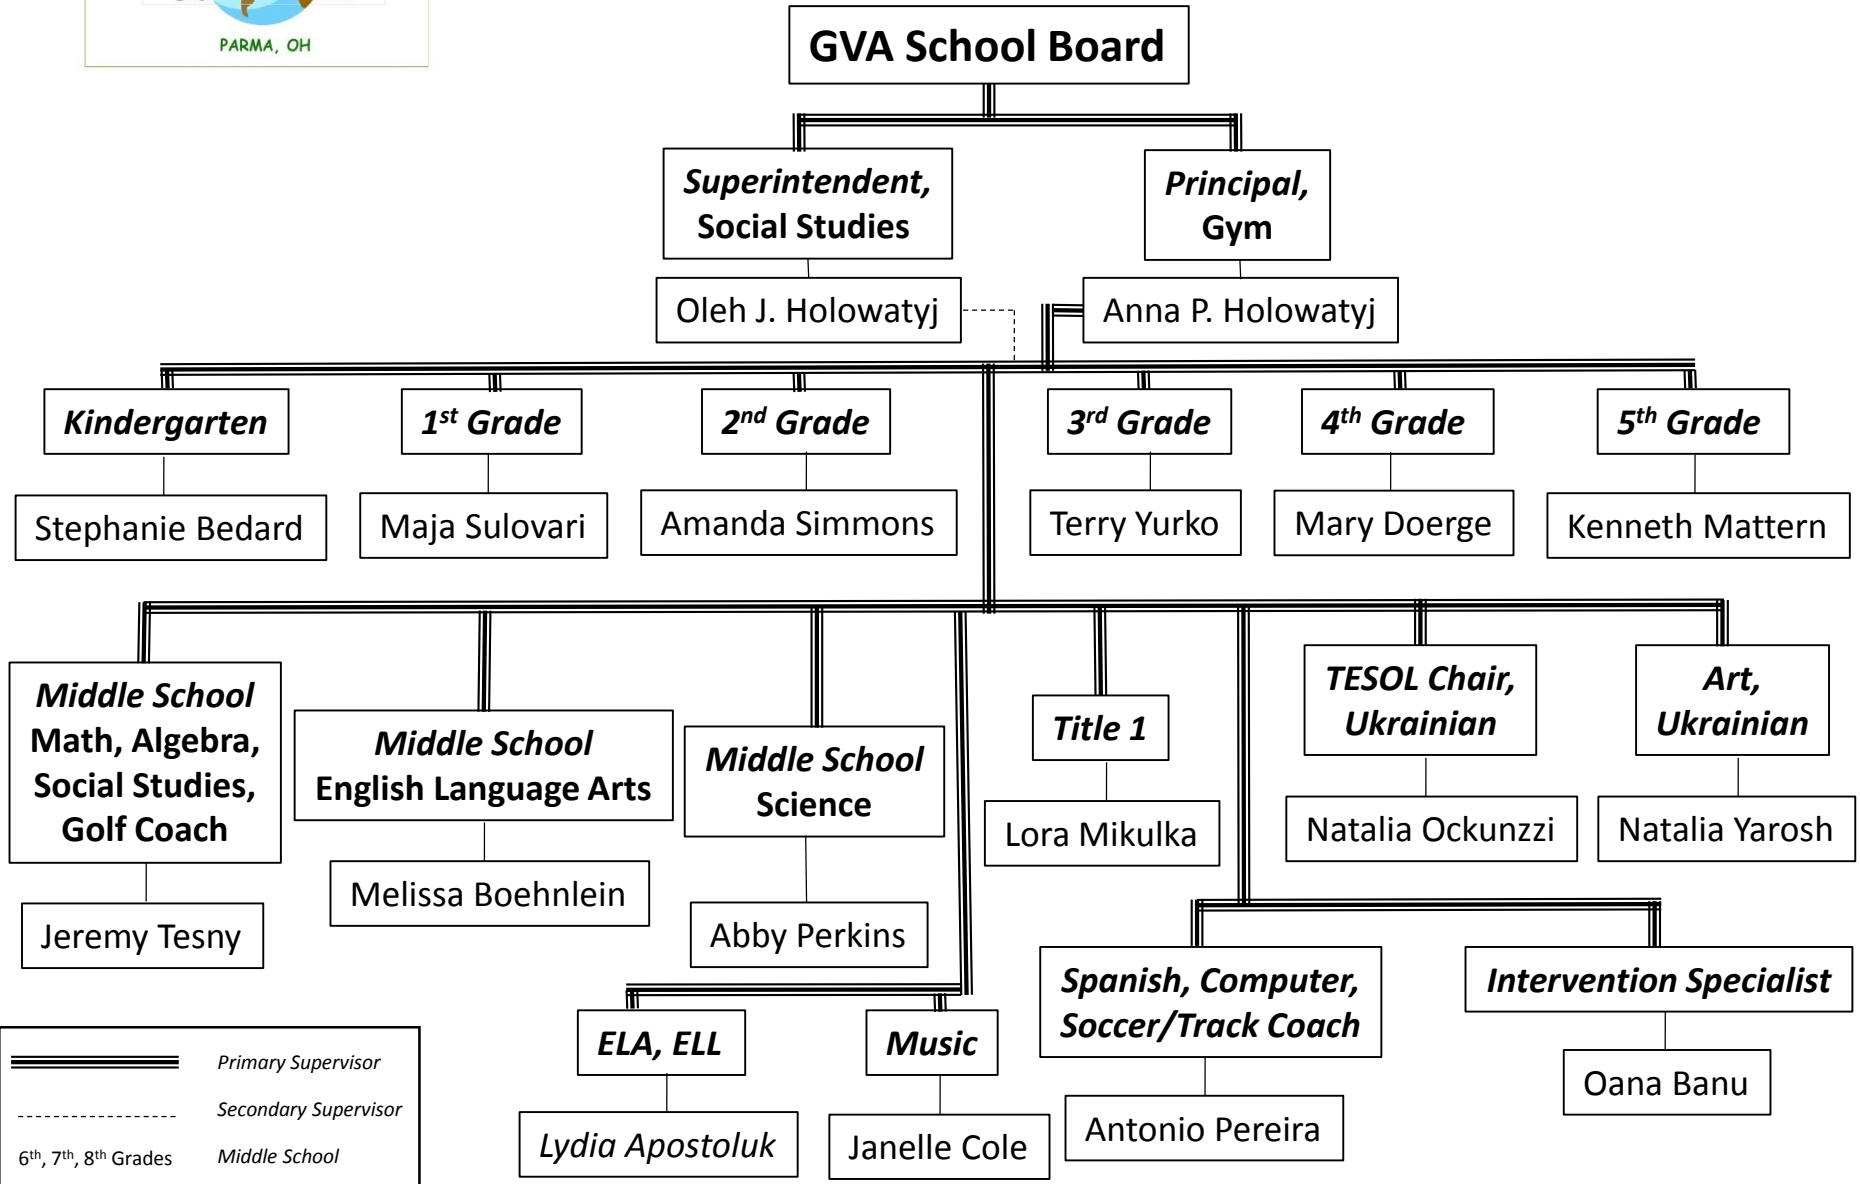 PARMA, OH
GVA School Board
Superintendent,
Social Studies
Principal,
Gym
Oleh J. Holowatyj
Anna P. Holowatyj
Kindergarten
1st Grade
2nd Grade
3rd Grade
4th Grade
5th Grade
Stephanie Bedard
Maja Sulovari
Amanda Simmons
Terry Yurko
Mary Doerge
Kenneth Mattern
Middle School
Math, Algebra,
Social Studies,
Golf Coach
Jeremy Tesny
Middle School
English Language Arts
Melissa Boehnlein
Middle School
Science
Abby Perkins
Title 1
Lora Mikulka
TESOL Chair,
Ukrainian
Natalia Ockunzzi
Art,
Ukrainian
Natalia Yarosh
ELA, ELL
Lydia Apostoluk
Music
Janelle Cole
Spanish, Computer,
Soccer/Track Coach
Antonio Pereira
Intervention Specialist
Oana Banu
Primary Supervisor
Secondary Supervisor
6th, 7th, 8th Grades Middle School